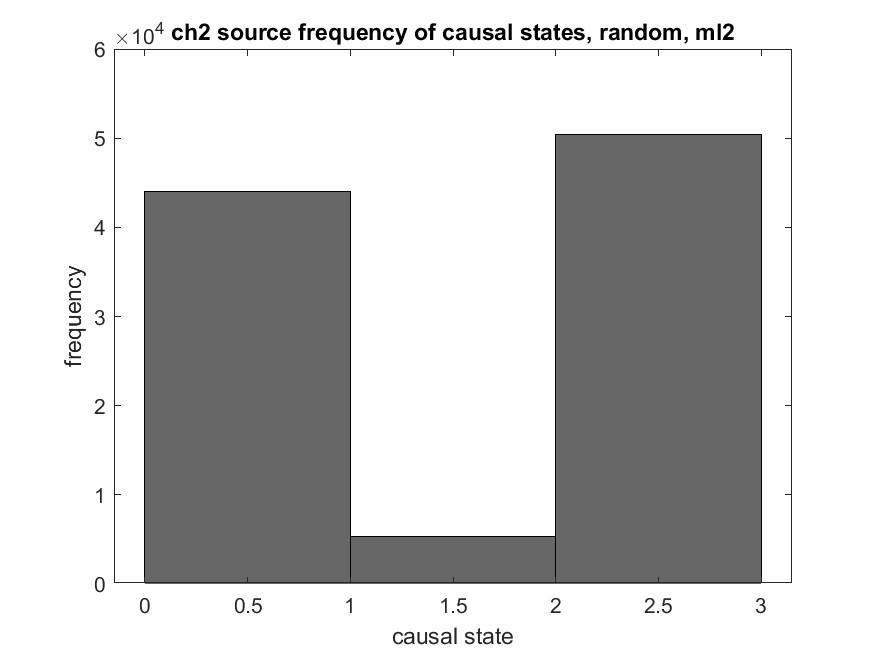 ×10⁴ ch2 source frequency of causal states, random, ml2
6
5
4
3
2
1
0
frequency
0 0.5 1 1.5 2 2.5 3
causal state